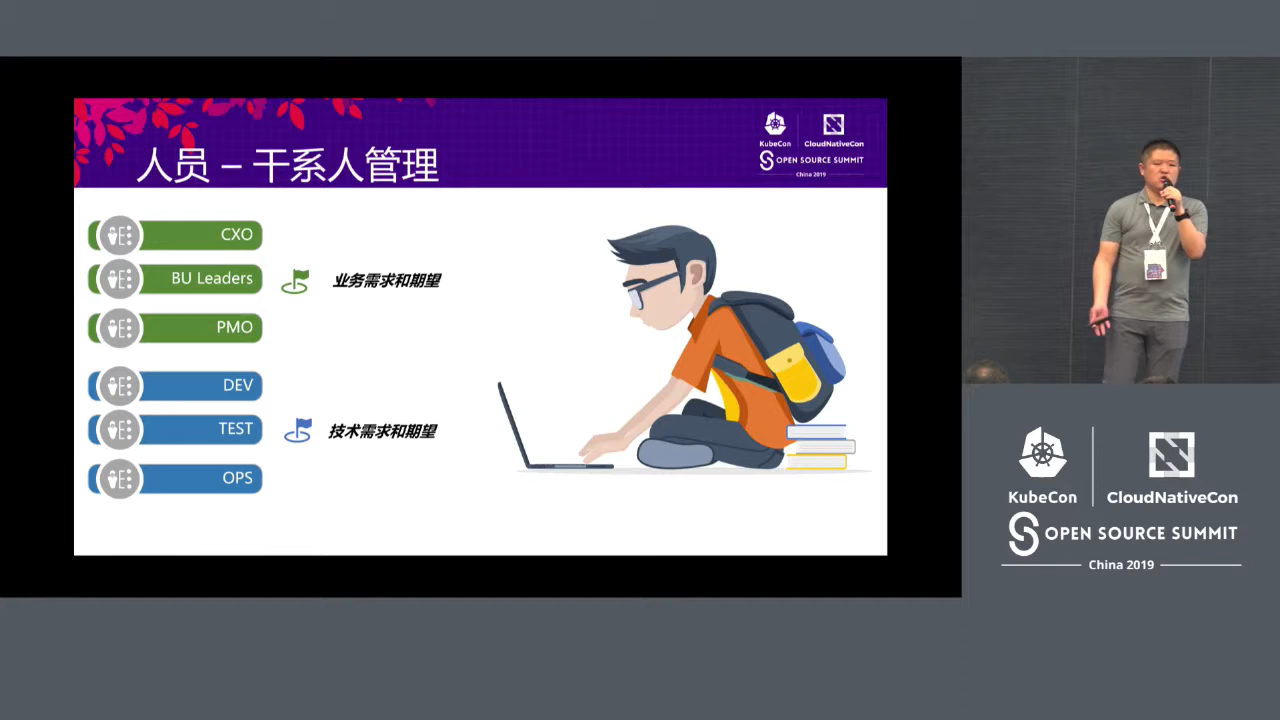 人员 – 干系人管理
KubeCon
CloudNativeCon
OPEN SOURCE SUMMIT
China 2019
CXO
BU Leaders
业务需求和期望
PMO
DEV
TEST
技术需求和期望
OPS
KubeCon
CloudNativeCon
OPEN SOURCE SUMMIT
China 2019